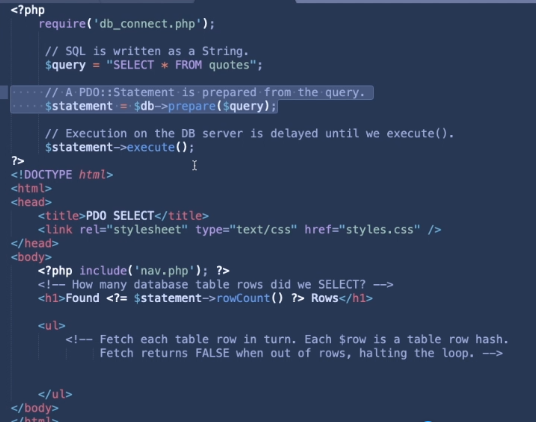 <?php
require('db_connect.php');
// SQL is written as a String.
$query = "SELECT * FROM quotes";
// A PDO::Statement is prepared from the query.
$statement = $db->prepare($query);
// Execution on the DB server is delayed until we execute().
$statement->execute();
?>
<!DOCTYPE html>
<html>
<head>
<title>PDO SELECT</title>
<link rel="stylesheet" type="text/css" href="styles.css" />
</head>
<body>
<?php include('nav.php'); ?>
<!-- How many database table rows did we SELECT? -->
<h1>Found <?= $statement->rowCount() ?> Rows</h1>
<ul>
<!-- Fetch each table row in turn. Each $row is a table row hash.
Fetch returns FALSE when out of rows, halting the loop. -->
</ul>
</body>
</html>